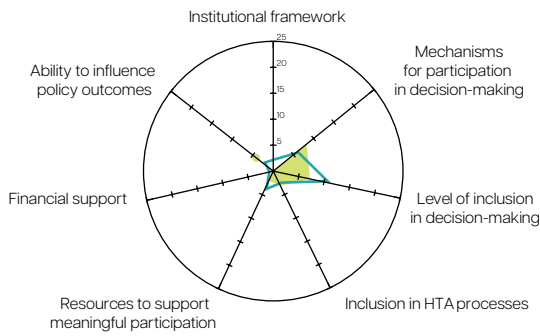 Institutional framework
25
20
15
10
5
Mechanisms
for participation
in decision-making
Level of inclusion
in decision-making
Inclusion in HTA processes
Resources to support
meaningful participation
Financial support
Ability to influence
policy outcomes